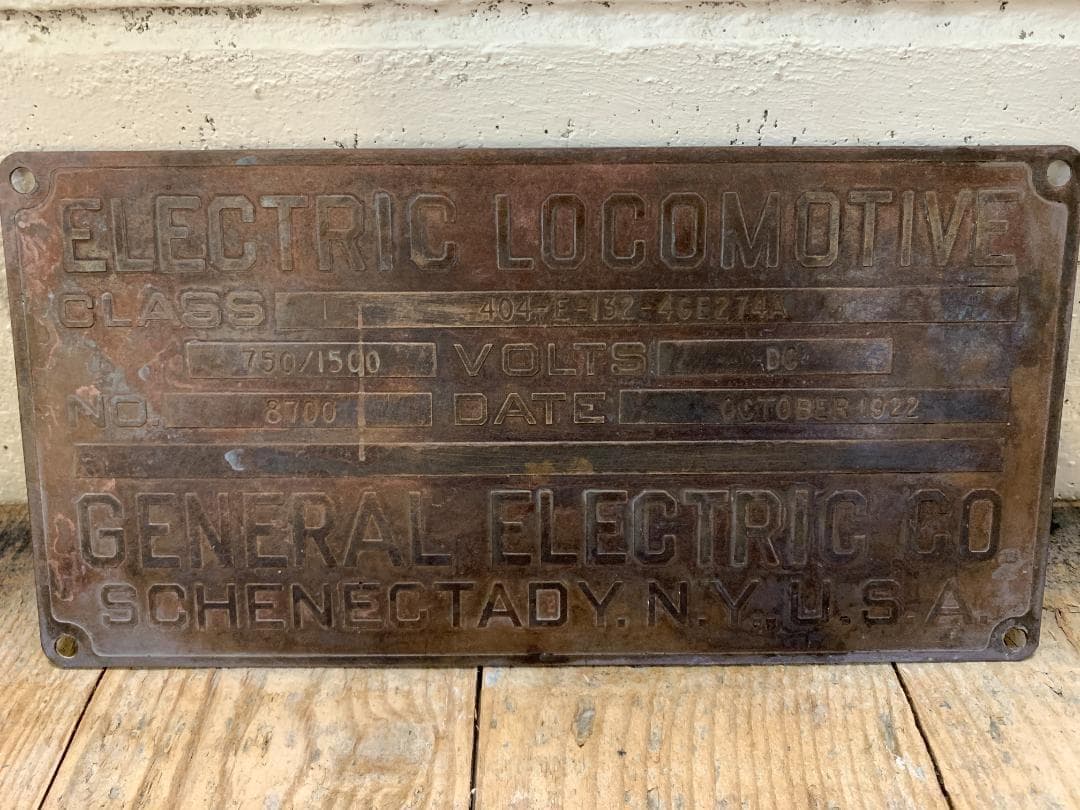 ELECTRIC LOCOMOTIVE
CLASS 404-E-132-4GE274A
750/1500 VOLTS DC
NO. 8700 DATE OCTOBER 1922
GENERAL ELECTRIC CO
2
SCHENECTADY, N.Y., U.S.A.